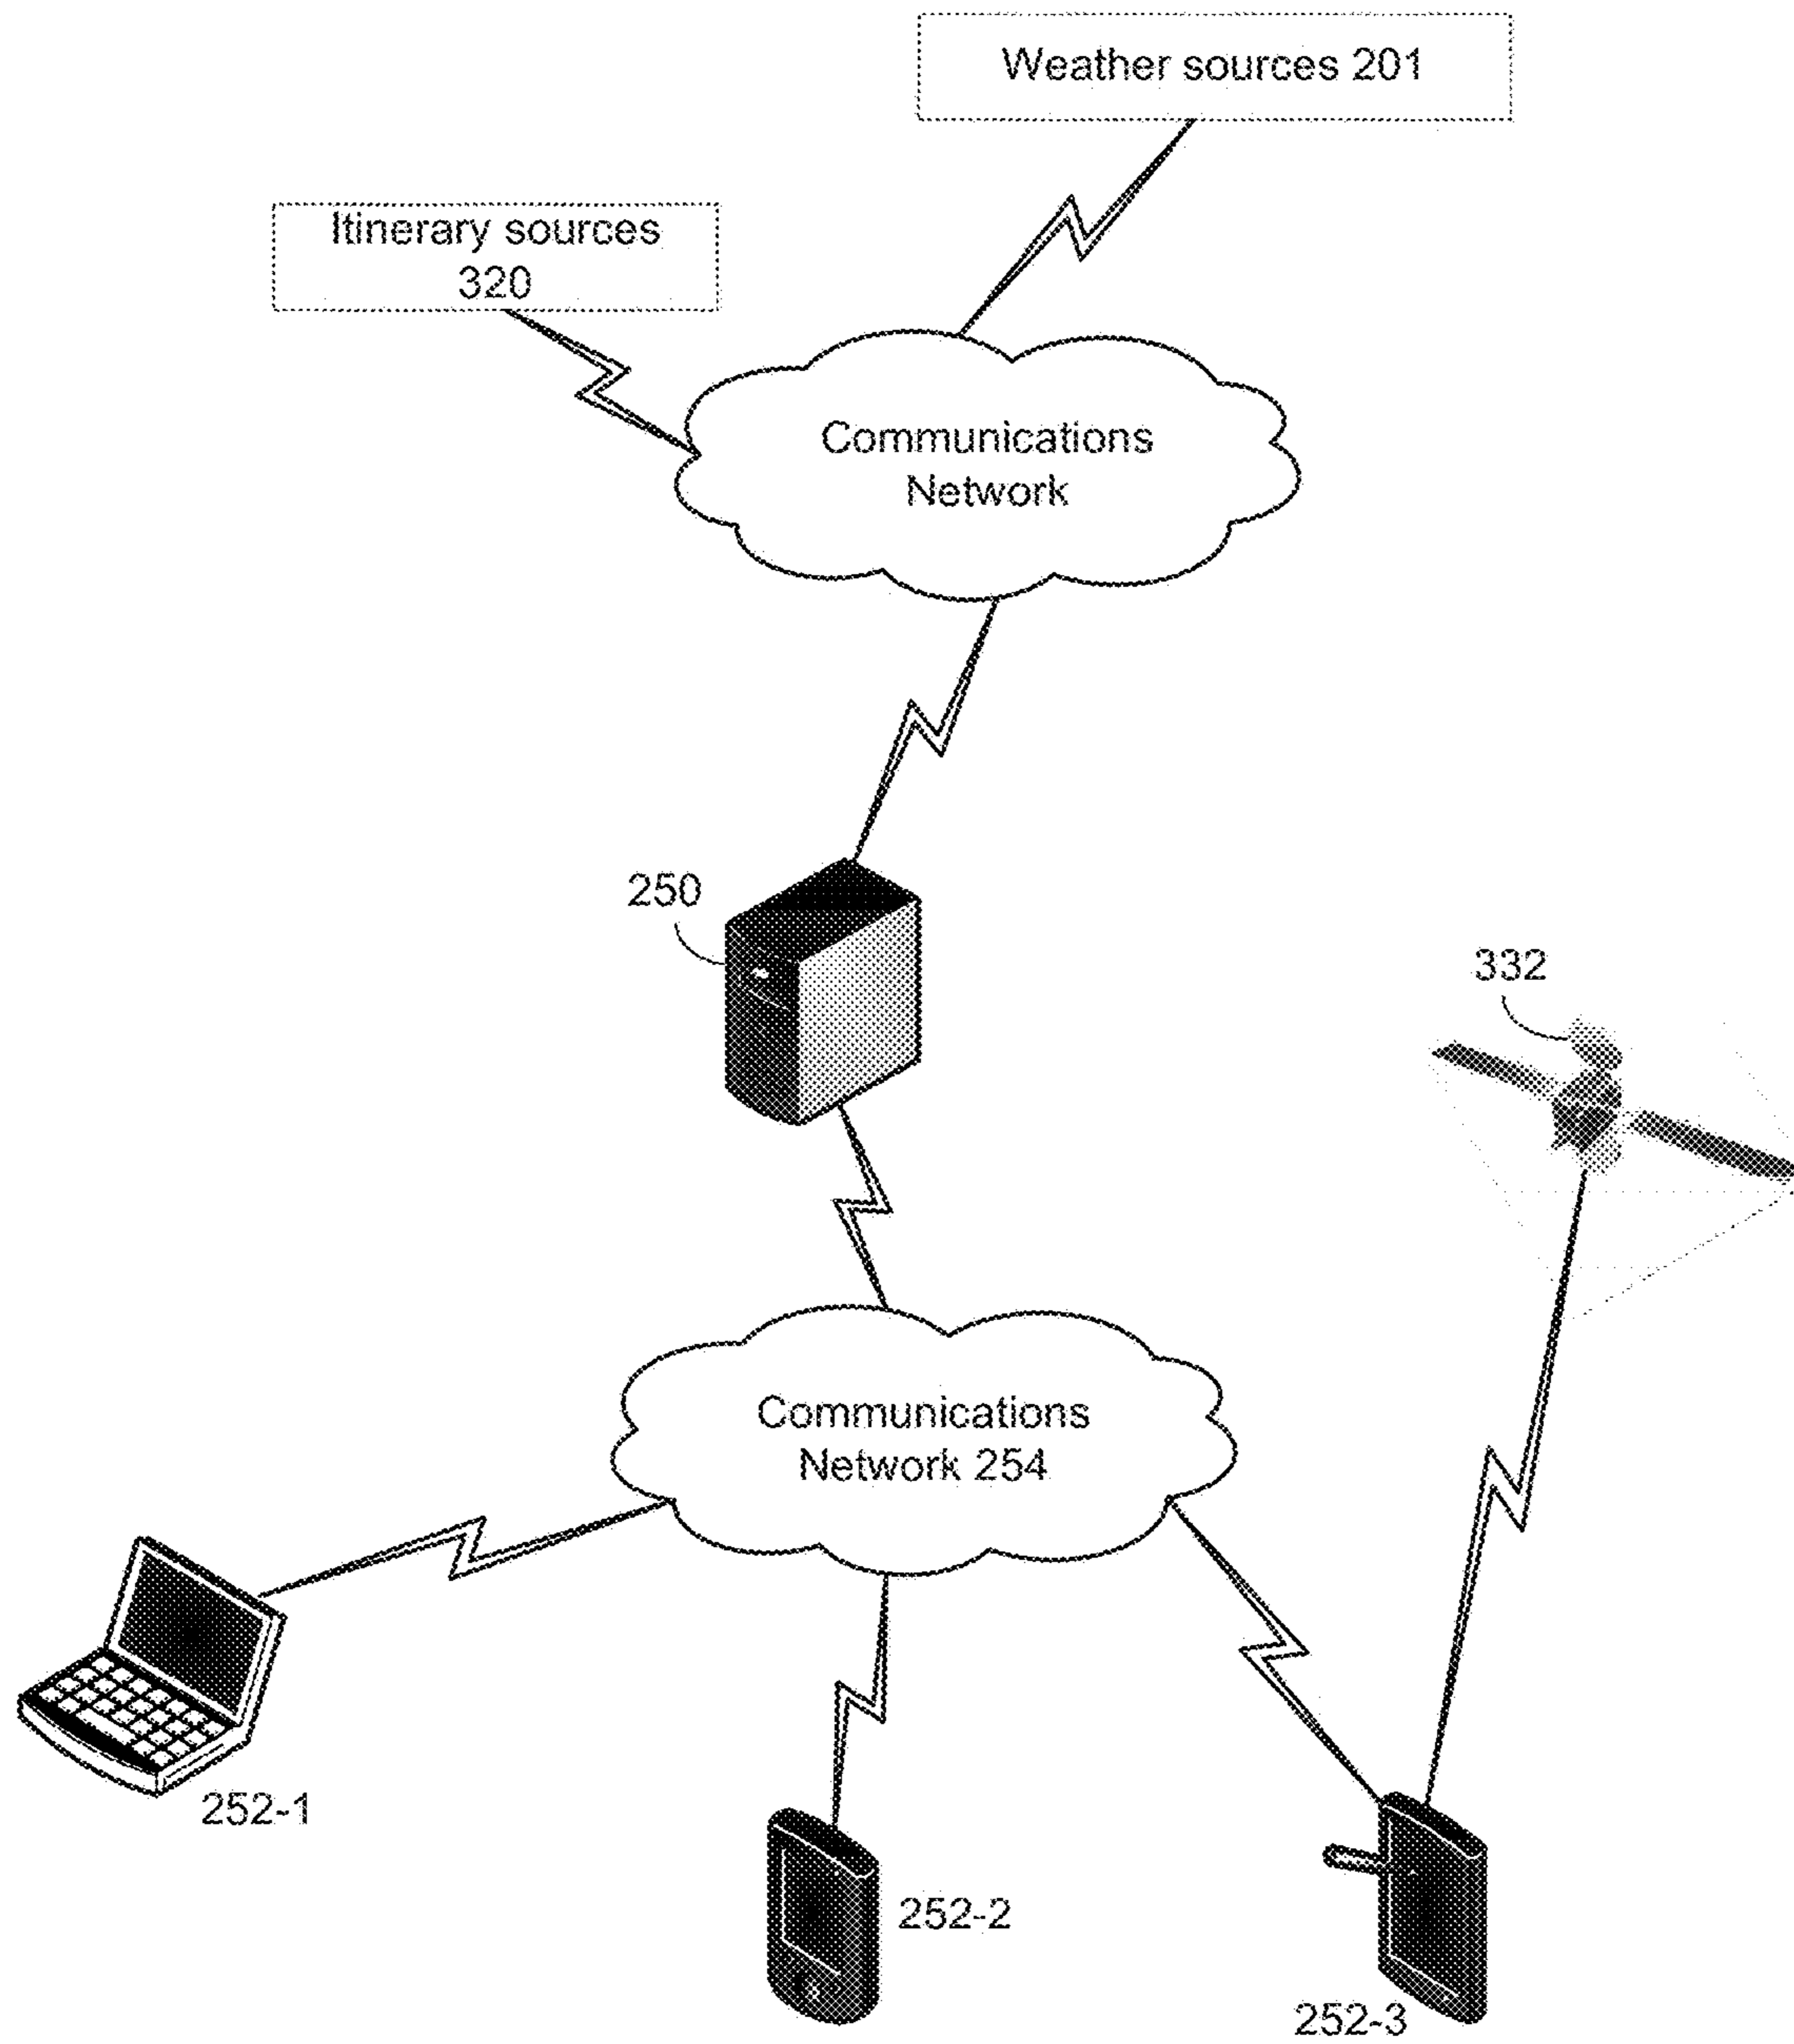 Weather sources 201
Itinerary sources
320
Communications
Network
250
332
Communications
Network 254
252-1
252-2
252-3